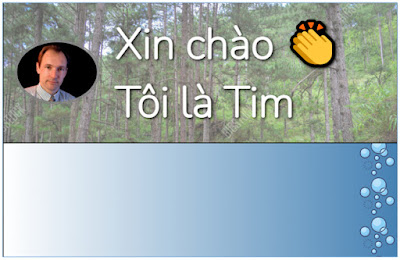 Xin chào 👏
Tôi là Tim